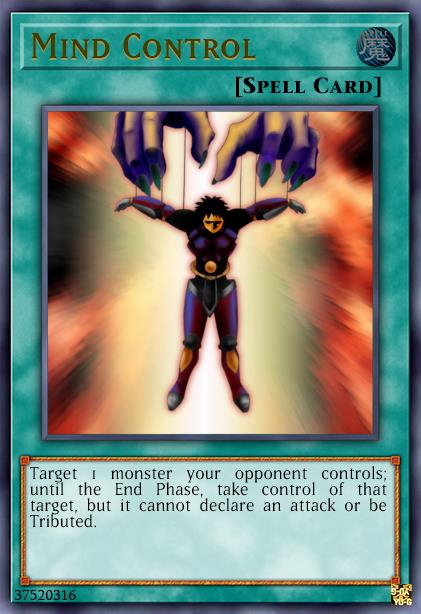 Mind Control
魔
[Spell Card]
Target 1 monster your opponent controls;
until the End Phase, take control of that
target, but it cannot declare an attack or be
Tributed.
37520316